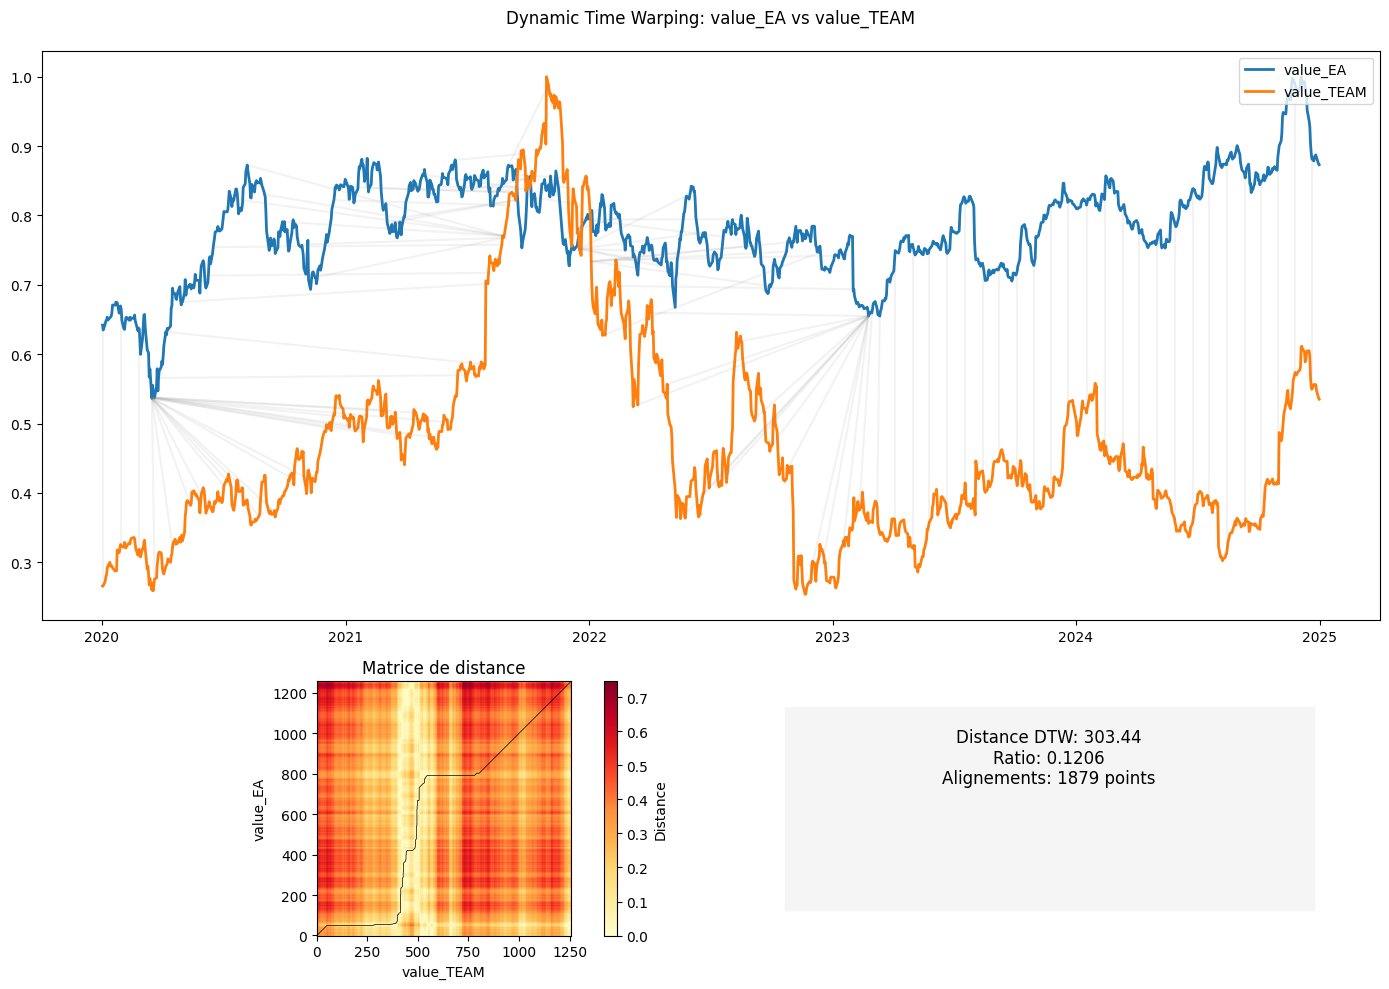 Dynamic Time Warping: value_EA vs value_TEAM
value_EA
value_TEAM
1.0
0.9
0.8
0.7
0.6
0.5
0.4
0.3
2020 2021 2022 2023 2024 2025
Matrice de distance
value_EA
1200
1000
800
600
400
200
0
0 250 500 750 1000 1250
value_TEAM
0.7
0.6
0.5
0.4
0.3
0.2
0.1
0.0
Distance
Distance DTW: 303.44
Ratio: 0.1206
Alignements: 1879 points